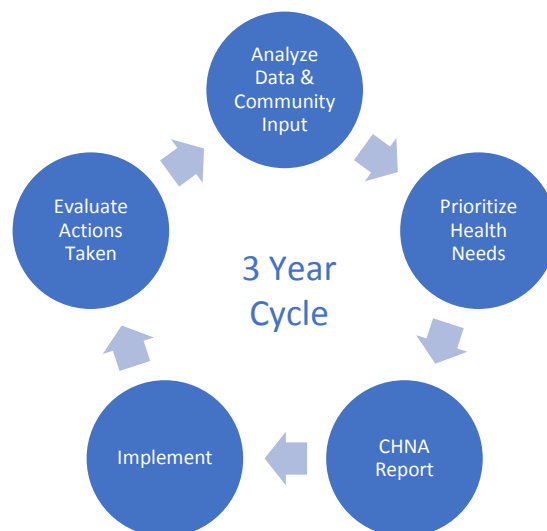 Analyze
Data &
Community
Input
Prioritize
Health
Needs
CHNA
Report
Implement
Evaluate
Actions
Taken
3 Year
Cycle